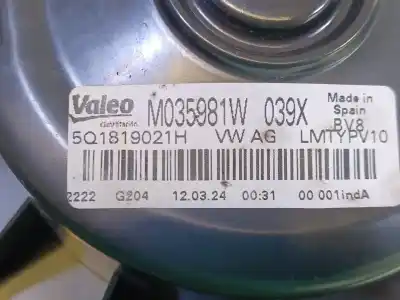 Valeo M035981W 039X Made in
Spain
BV8
5Q1819021H VW AG LMTYPV10
2222 G204 12.03.24 00:31 00 001indA